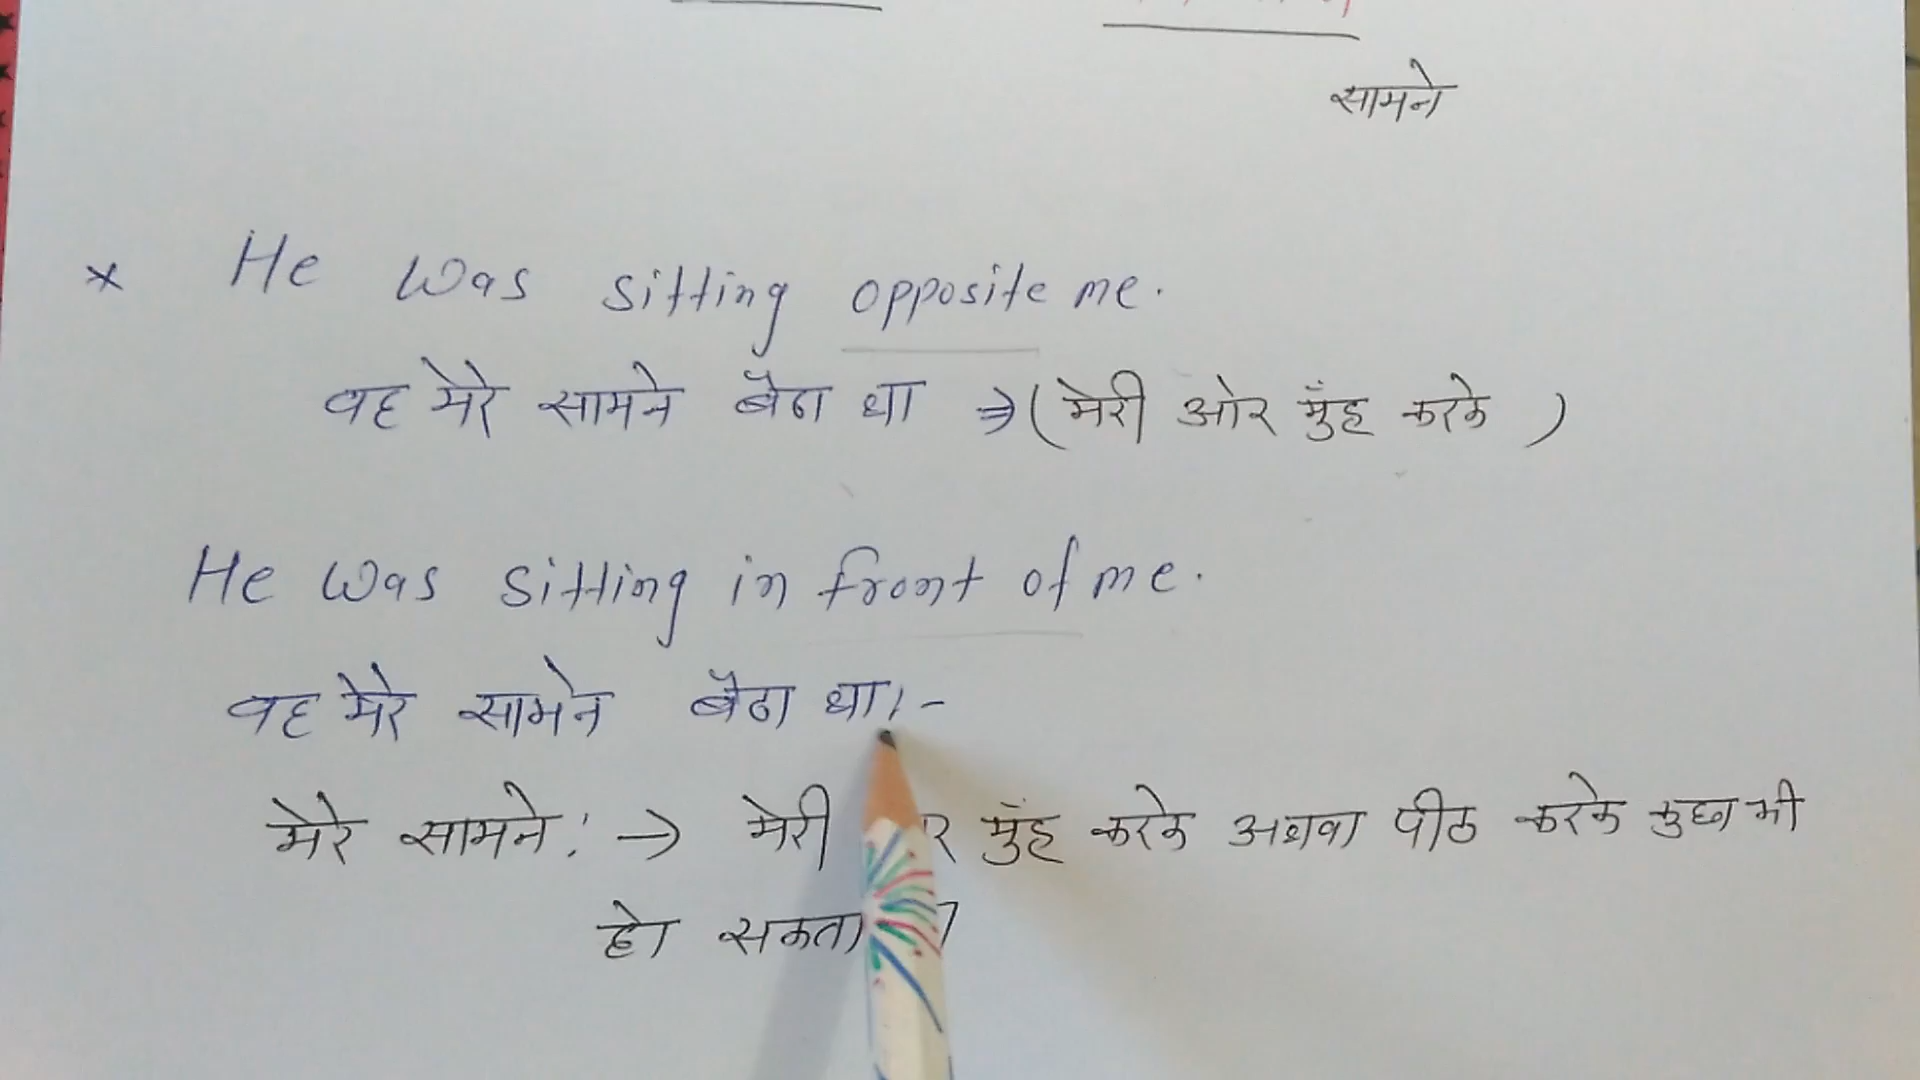 सामने
* He was sitting opposite me.
वह मेरे सामने बैठा था ⇒ (मेरी ओर मुँह करके )
He was sitting in front of me.
वह मेरे सामने बैठा था। -
मेरे सामने : → मेरी मुँह करके अथवा पीठ करके कुछ भी
हो सकता